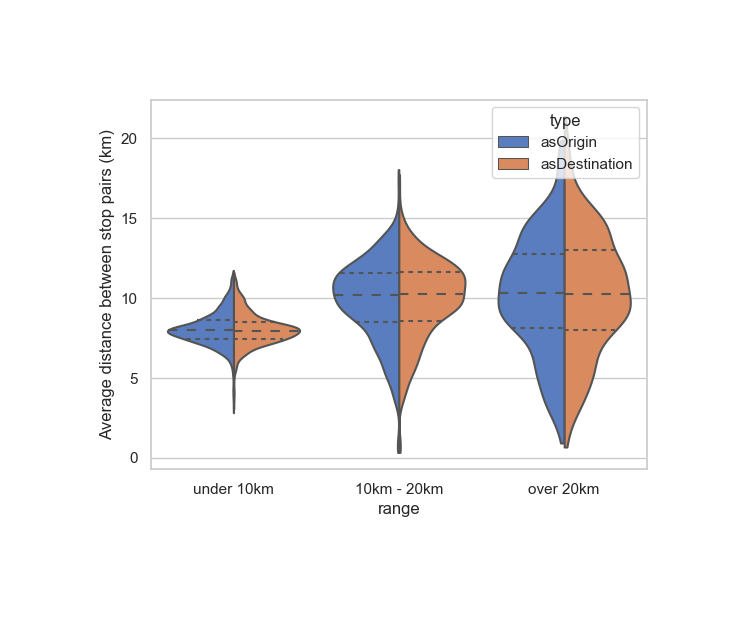 type
asOrigin
asDestination
Average distance between stop pairs (km)
20
15
10
5
0
under 10km
10km - 20km
over 20km
range